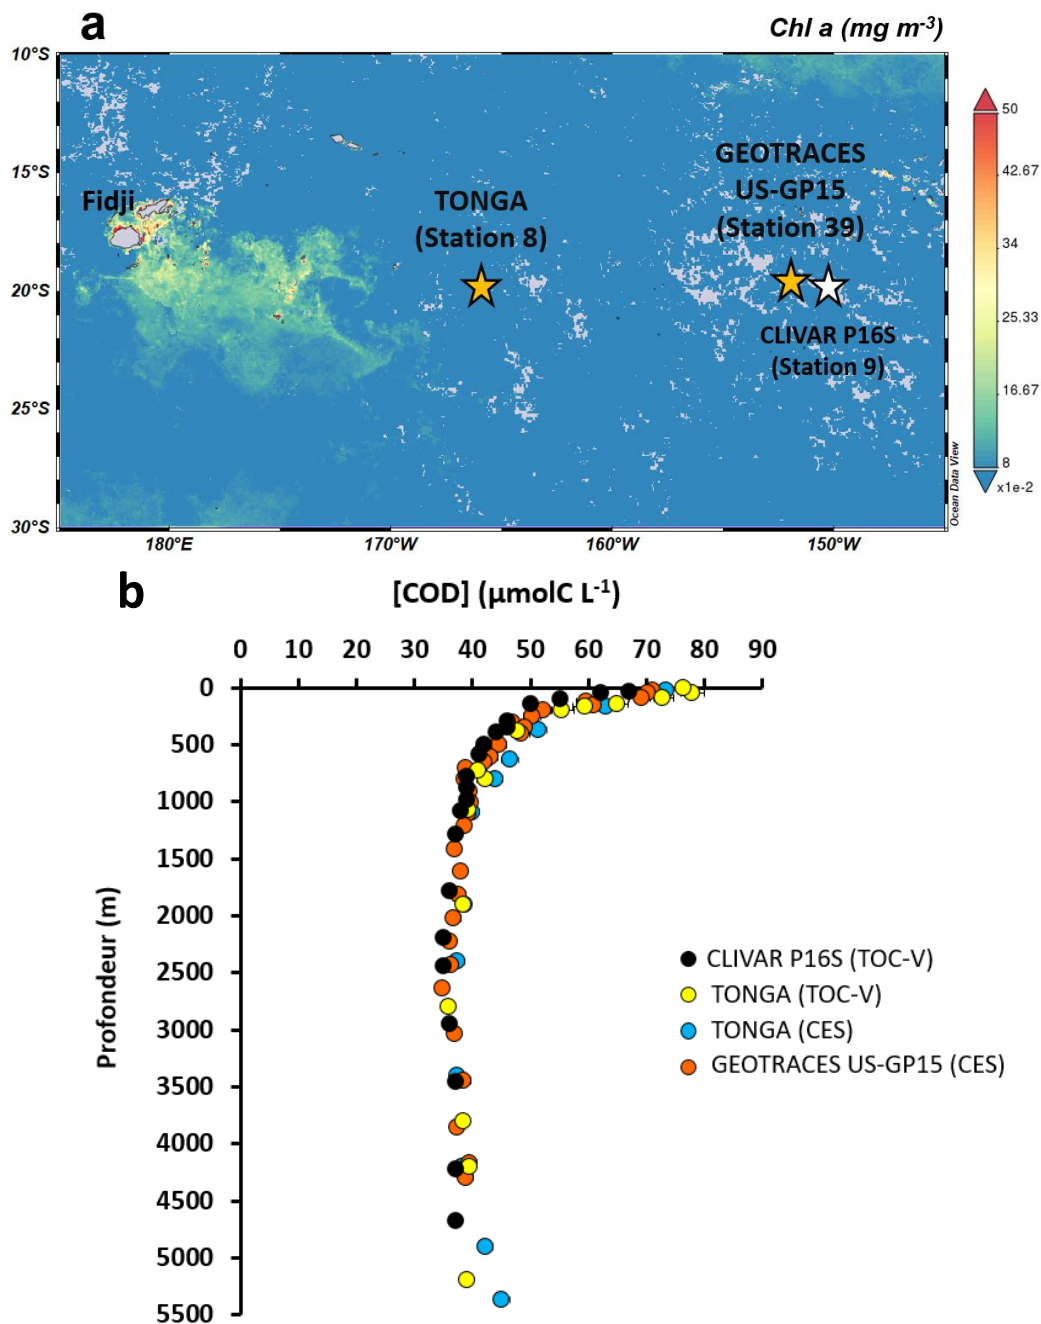 a
Chl a (mg m-3)
10°S
15°S
20°S
25°S
30°S
Fidji
TONGA
(Station 8)
GEOTRACES
US-GP15
(Station 39)
CLIVAR P16S
(Station 9)
50
42.67
34
25.33
16.67
8
x1e-2
Ocean Data View
180°E
170°W
160°W
150°W
b
[COD] (µmolC L-1)
0 10 20 30 40 50 60 70 80 90
0
500
1000
1500
2000
2500
3000
3500
4000
4500
5000
5500
Profondeur (m)
CLIVAR P16S (TOC-V)
TONGA (TOC-V)
TONGA (CES)
GEOTRACES US-GP15 (CES)